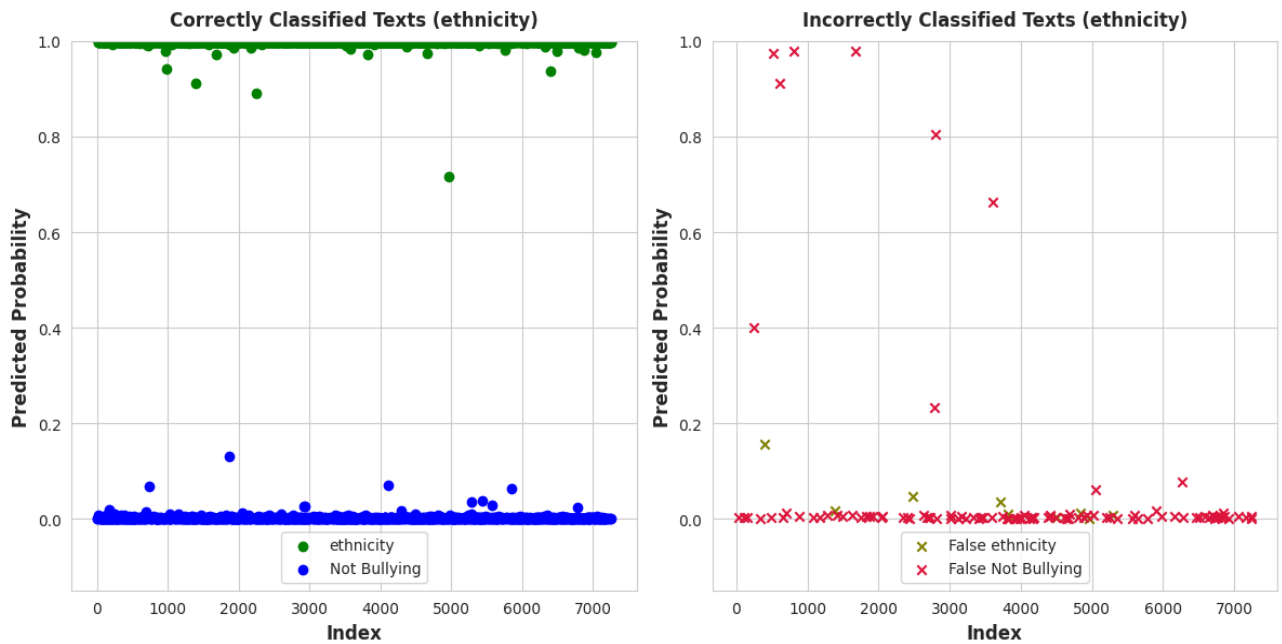 Correctly Classified Texts (ethnicity)
1.0
0.8
0.6
0.4
0.2
0.0
Predicted Probability
0 1000 2000 3000 4000 5000 6000 7000
Index
ethnicity
Not Bullying
Incorrectly Classified Texts (ethnicity)
1.0
0.8
0.6
0.4
0.2
0.0
Predicted Probability
0 1000 2000 3000 4000 5000 6000 7000
Index
False ethnicity
False Not Bullying